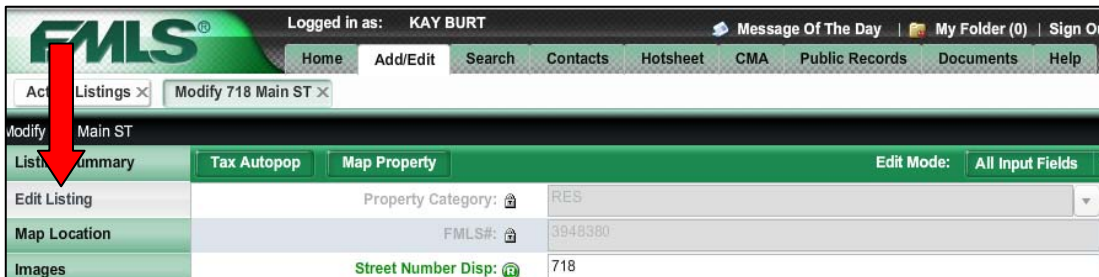 FMLS®
Logged in as: KAY BURT
Message Of The Day | My Folder (0) | Sign
Home Add/Edit Search Contacts Hotsheet CMA Public Records Documents Help
Listings × Modify 718 Main ST ×
Modify Main ST
Tax Autopop Map Property Edit Mode: All Input Fields
Edit Listing Property Category: RES
Map Location FMLS#: 3948380
Images Street Number Disp: 718